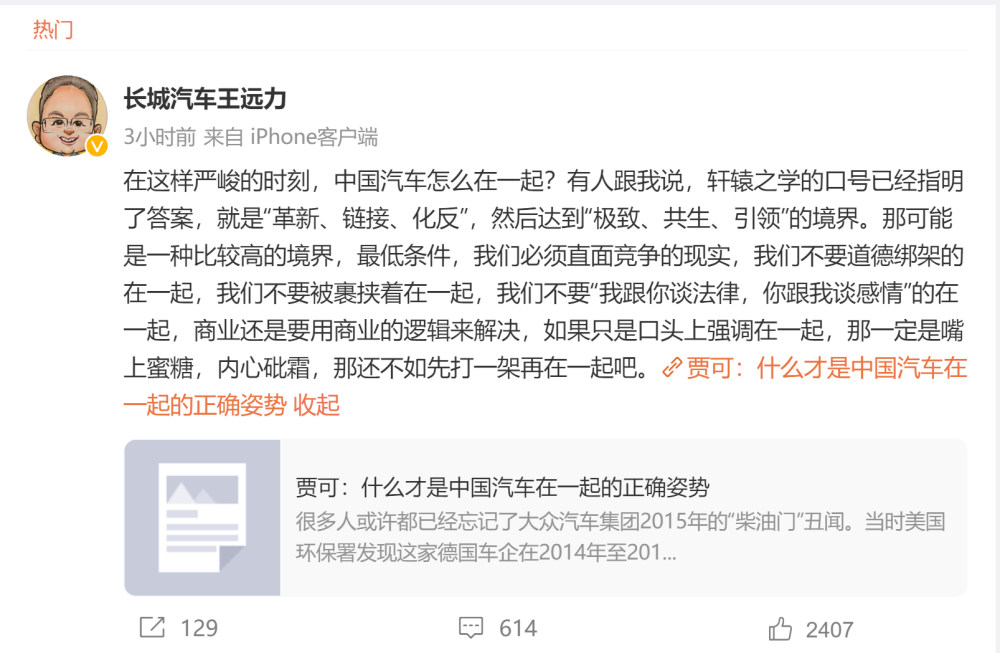 热门
长城汽车王远力
3小时前 来自 iPhone客户端
在这样严峻的时刻，中国汽车怎么在一起？有人跟我说，轩辕之学的口号已经指明
了答案，就是“革新、链接、化反”，然后达到“极致、共生、引领”的境界。那可能
是一种比较高的境界，最低条件，我们必须直面竞争的现实，我们不要道德绑架的
在一起，我们不要被裹挟着在一起，我们不要“我跟你谈法律，你跟我谈感情”的在
一起，商业还是要用商业的逻辑来解决，如果只是口头上强调在一起，那一定是嘴
上蜜糖，内心砒霜，那还不如先打一架再在一起吧。贾可：什么才是中国汽车在
一起的正确姿势 收起
贾可：什么才是中国汽车在一起的正确姿势
很多人或许都已经忘记了大众汽车集团2015年的“柴油门”丑闻。当时美国
环保署发现这家德国车企在2014年至201...
129 614 2407